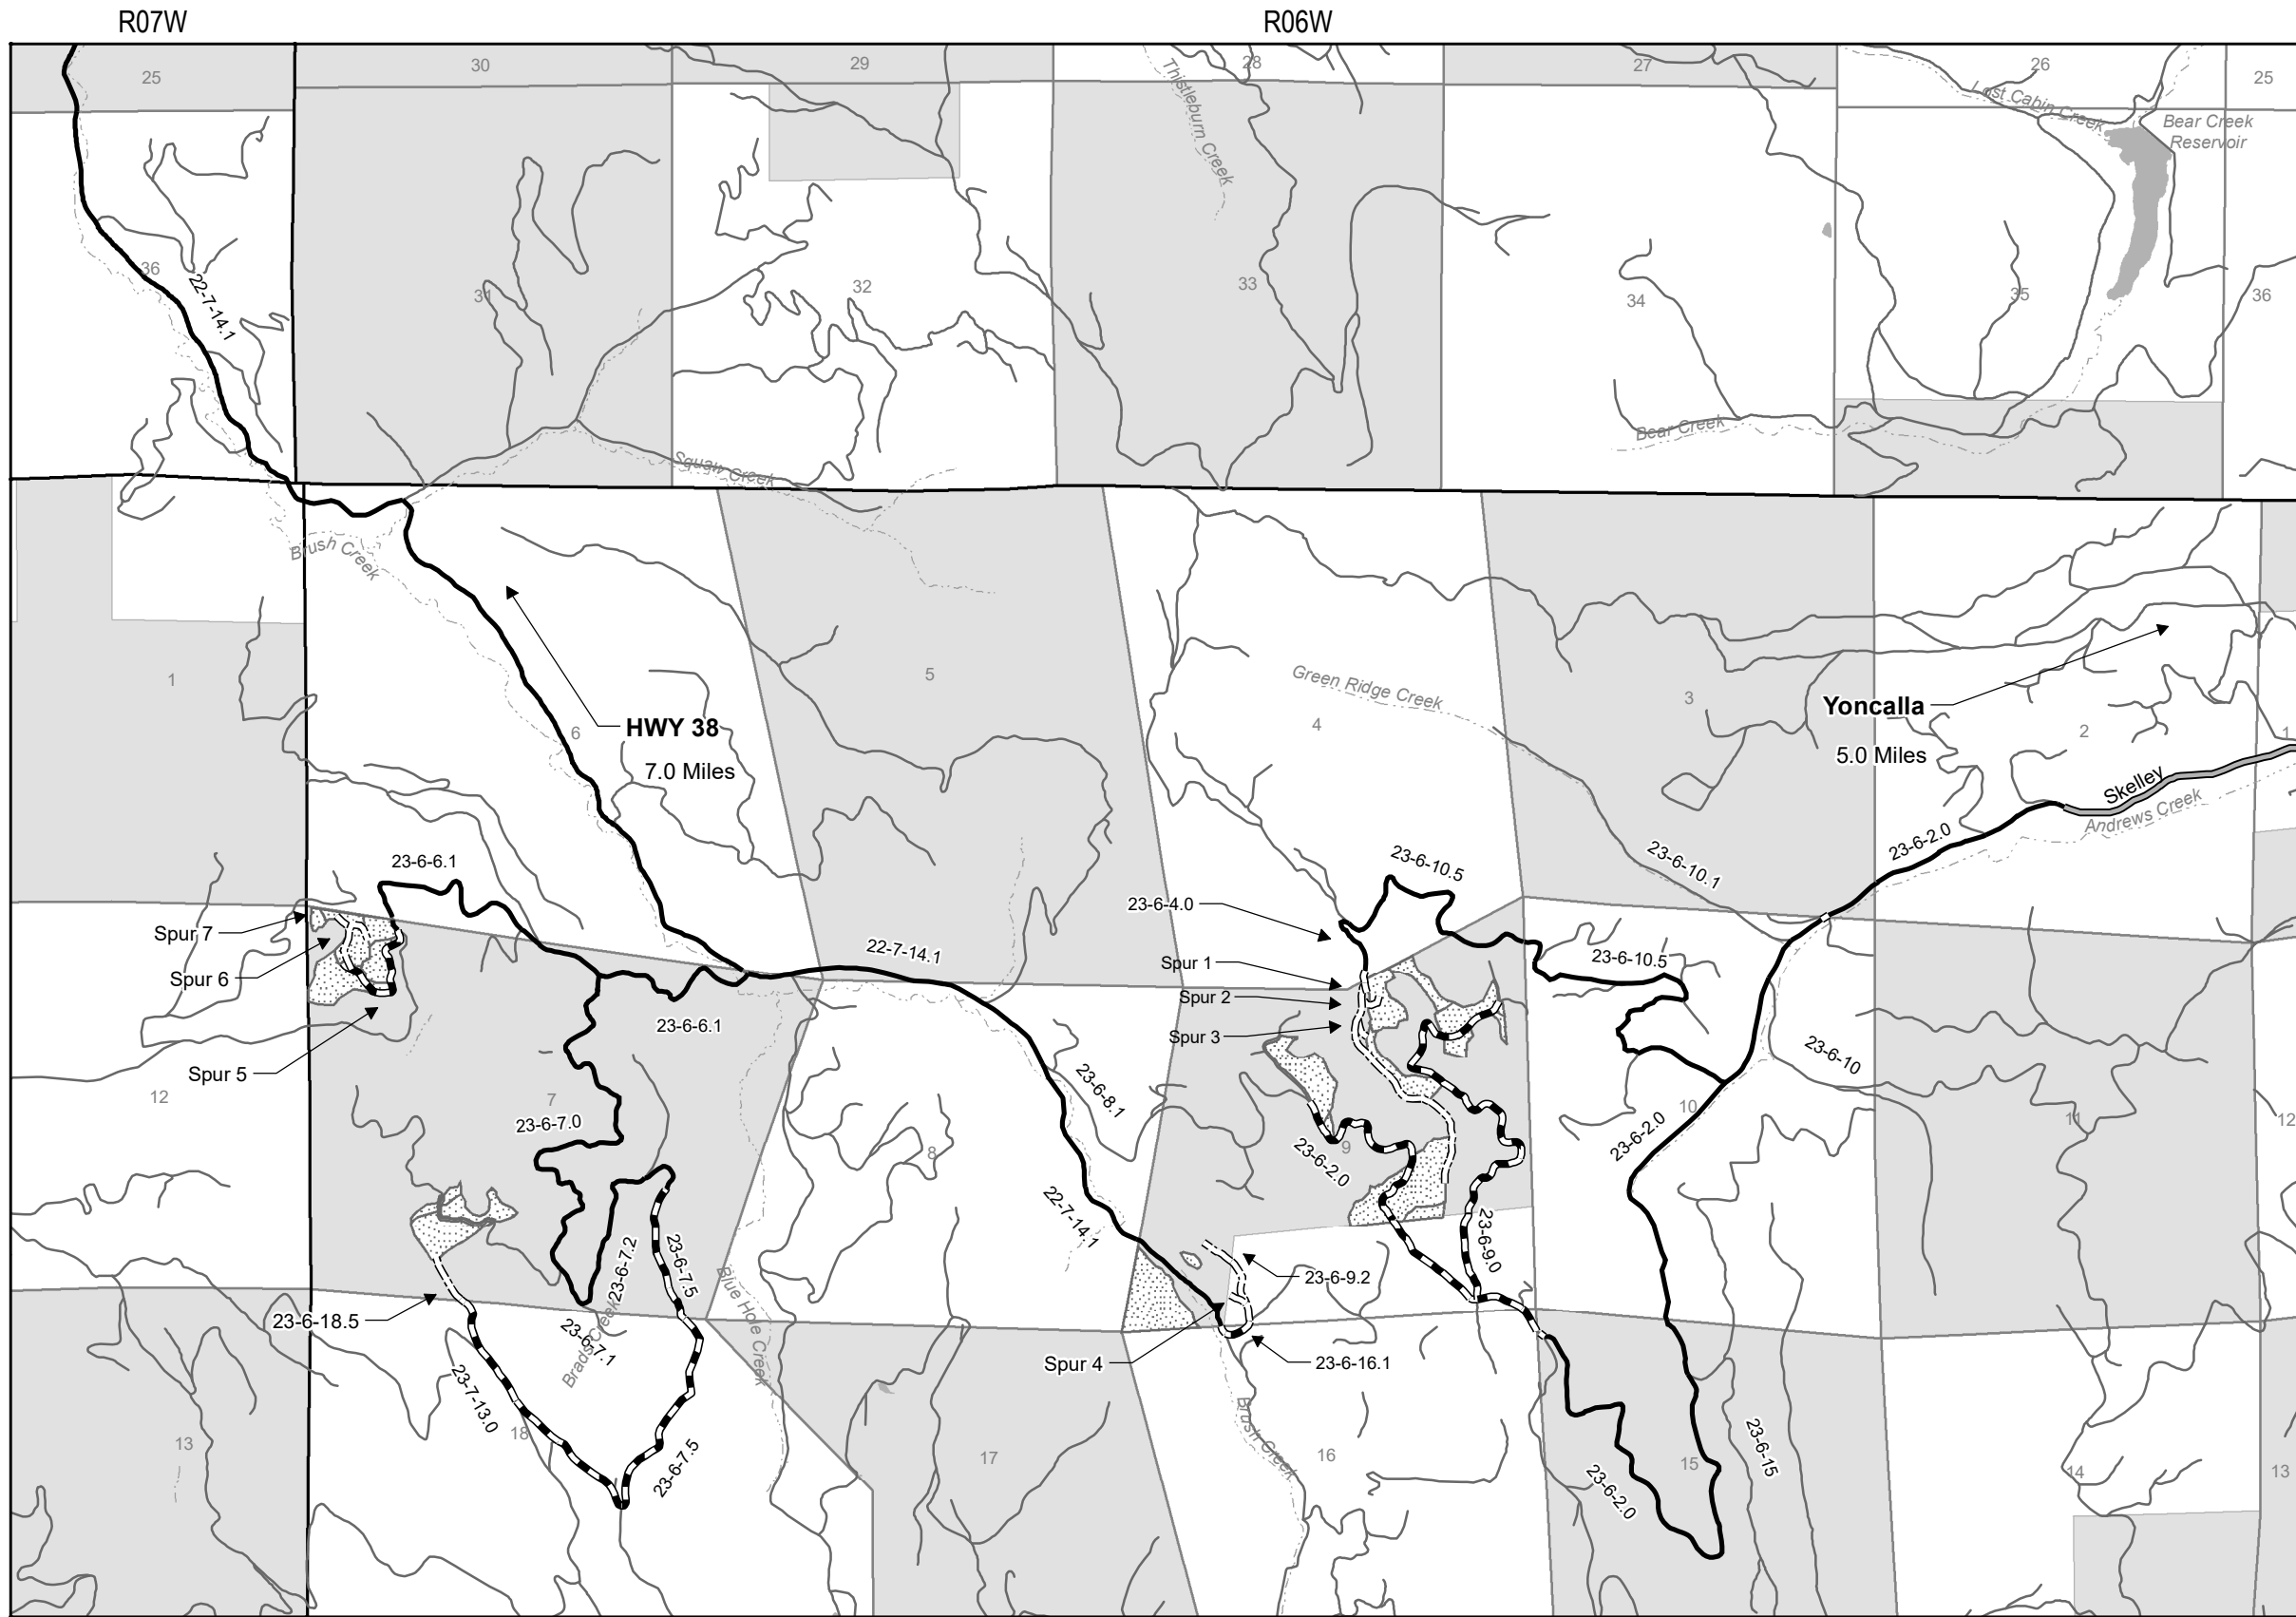 R07W
R06W
25
30
29
28
27
26
25
Thistleburn Creek
Lost Cabin Creek
Bear Creek
Reservoir
36
22-7-14.1
31
32
33
34
35
36
Bear Creek
Squaw Creek
Brush Creek
1
5
Green Ridge Creek
4
3
Yoncalla
5.0 Miles
2
1
6
HWY 38
7.0 Miles
Skelley
Andrews Creek
23-6-2.0
23-6-10.1
23-6-6.1
23-6-10.5
23-6-4.0
Spur 7
Spur 6
22-7-14.1
Spur 1
Spur 2
Spur 3
23-6-10.5
23-6-6.1
Spur 5
23-6-10
12
7
23-6-8.1
10
11
12
23-6-7.0
8
9
23-6-2.0
23-6-2.0
22-7-14.1
23-6-7.2
23-6-7.5
23-6-9.0
23-6-9.2
23-6-18.5
Blue Hole Creek
23-6-7.1
Brads Creek
Spur 4
23-6-16.1
23-7-13.0
18
13
17
Brush Creek
16
23-6-7.5
15
23-6-15
23-6-2.0
14
13